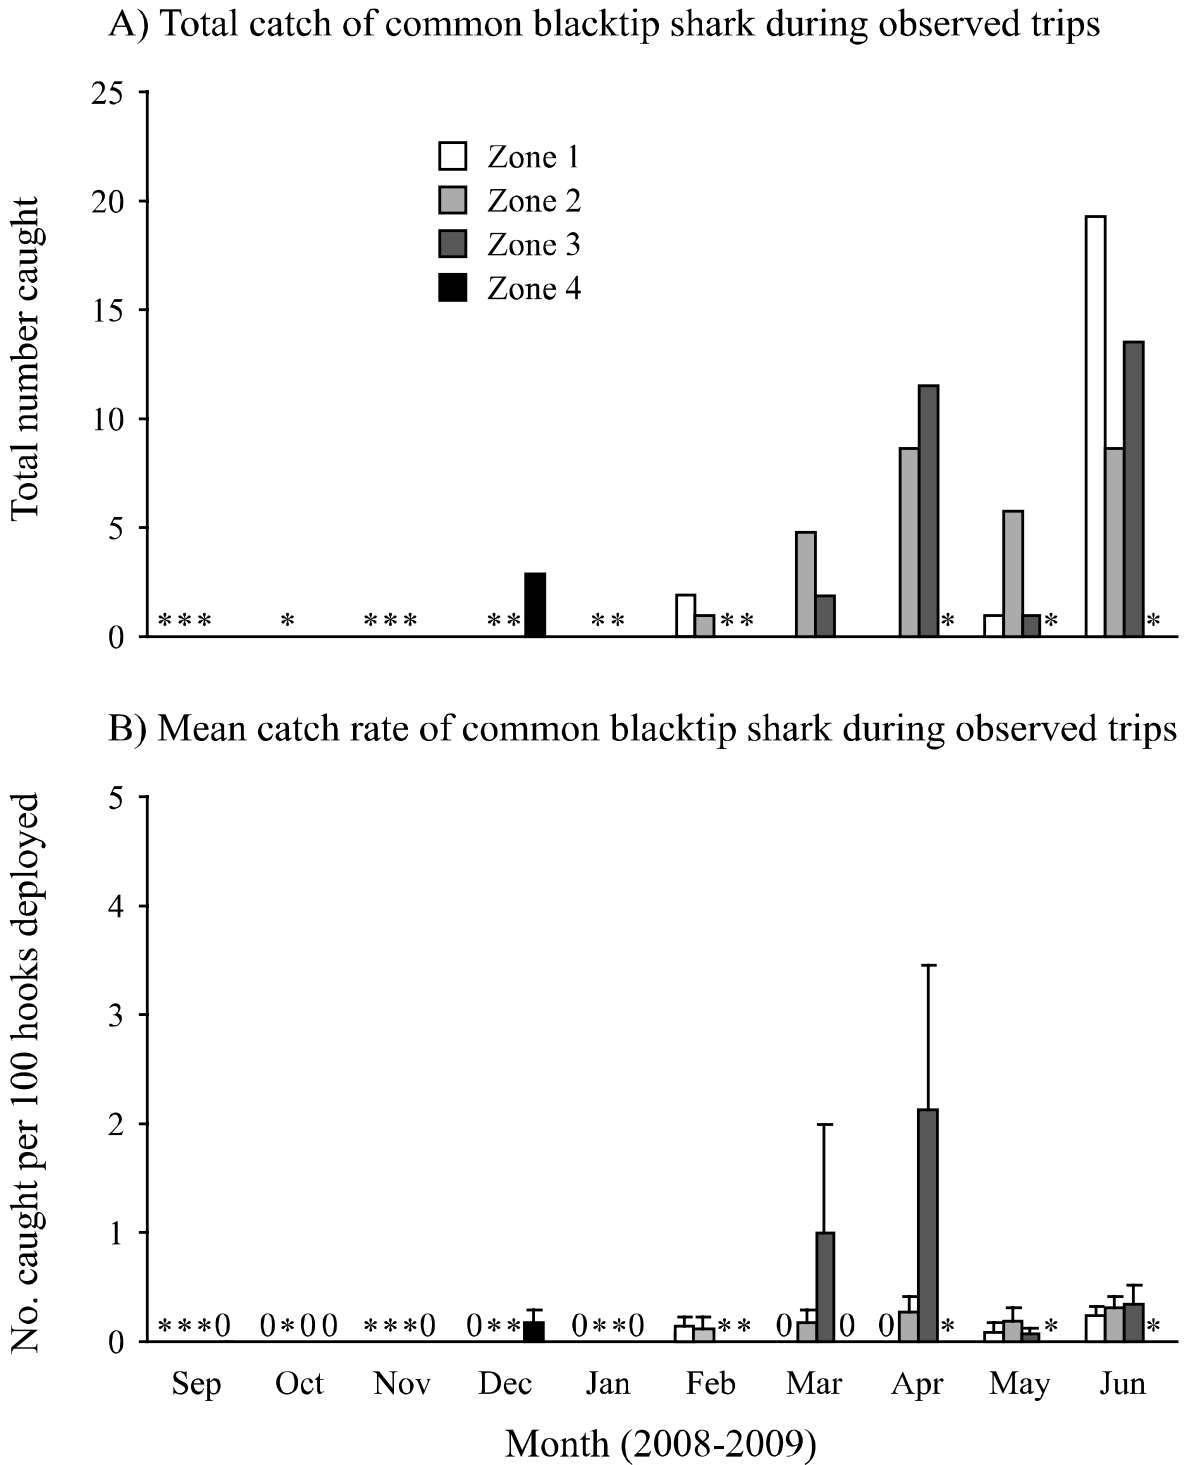 A) Total catch of common blacktip shark during observed trips
Total number caught
25
20
15
10
5
0
Zone 1
Zone 2
Zone 3
Zone 4
*** * *** ** ** ** * * *
B) Mean catch rate of common blacktip shark during observed trips
No. caught per 100 hooks deployed
5
4
3
2
1
0
***0 0*00 ***0 0** 0**0 ** 0 0 0 * * *
Sep Oct Nov Dec Jan Feb Mar Apr May Jun
Month (2008-2009)